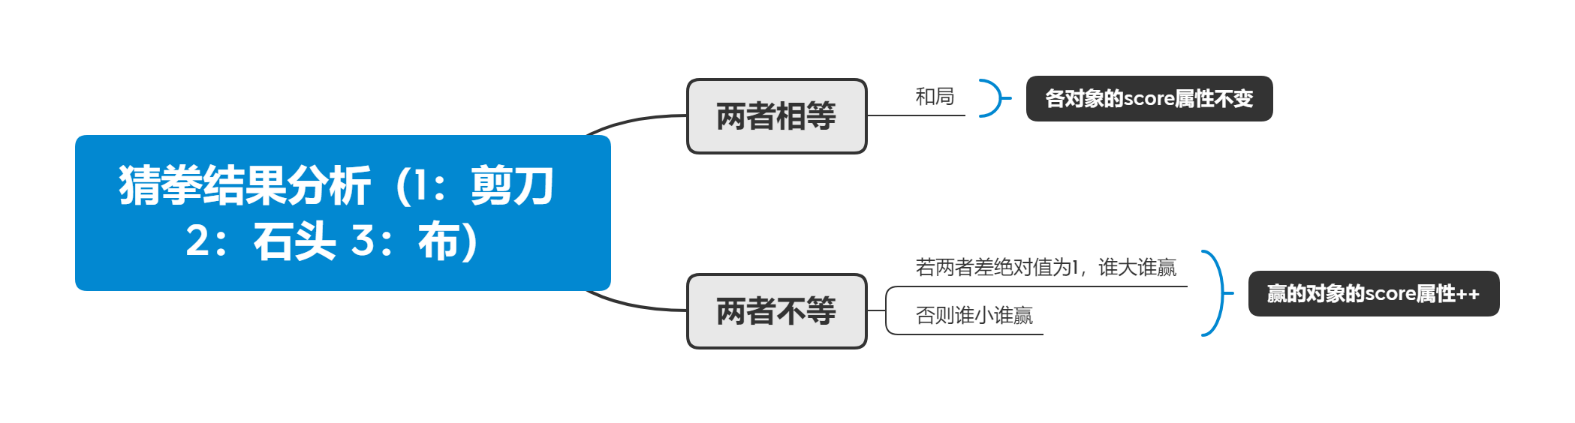 猜拳结果分析（1：剪刀
2：石头 3：布）
两者相等
和局
各对象的score属性不变
两者不等
若两者差绝对值为1，谁大谁赢
否则谁小谁赢
赢的对象的score属性++